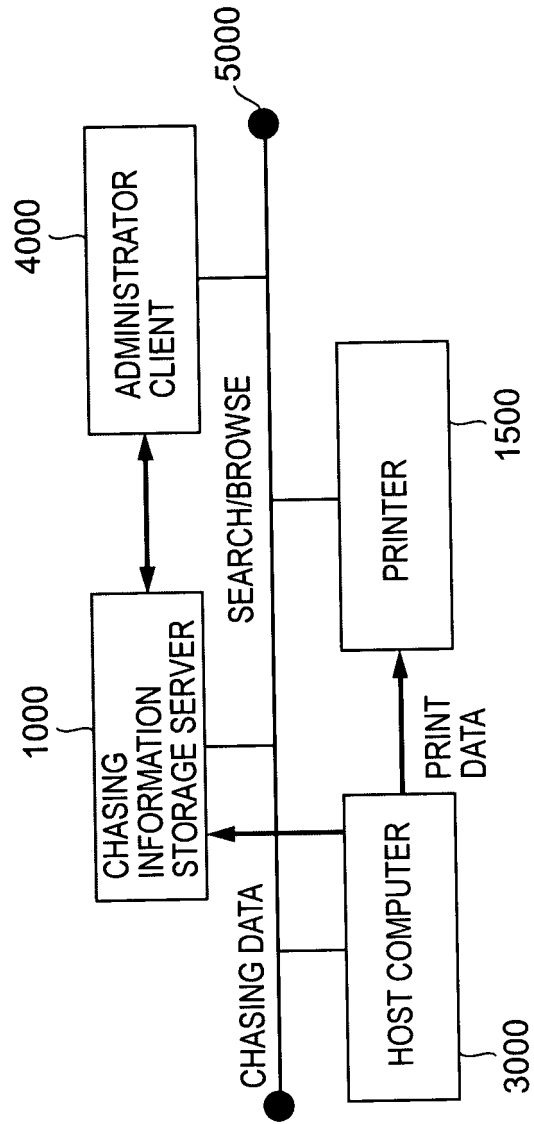 4000
ADMINISTRATOR
CLIENT
5000
1000
CHASING
INFORMATION
STORAGE SERVER
SEARCH/BROWSE
CHASING DATA
PRINTER
1500
PRINT
DATA
HOST COMPUTER
3000